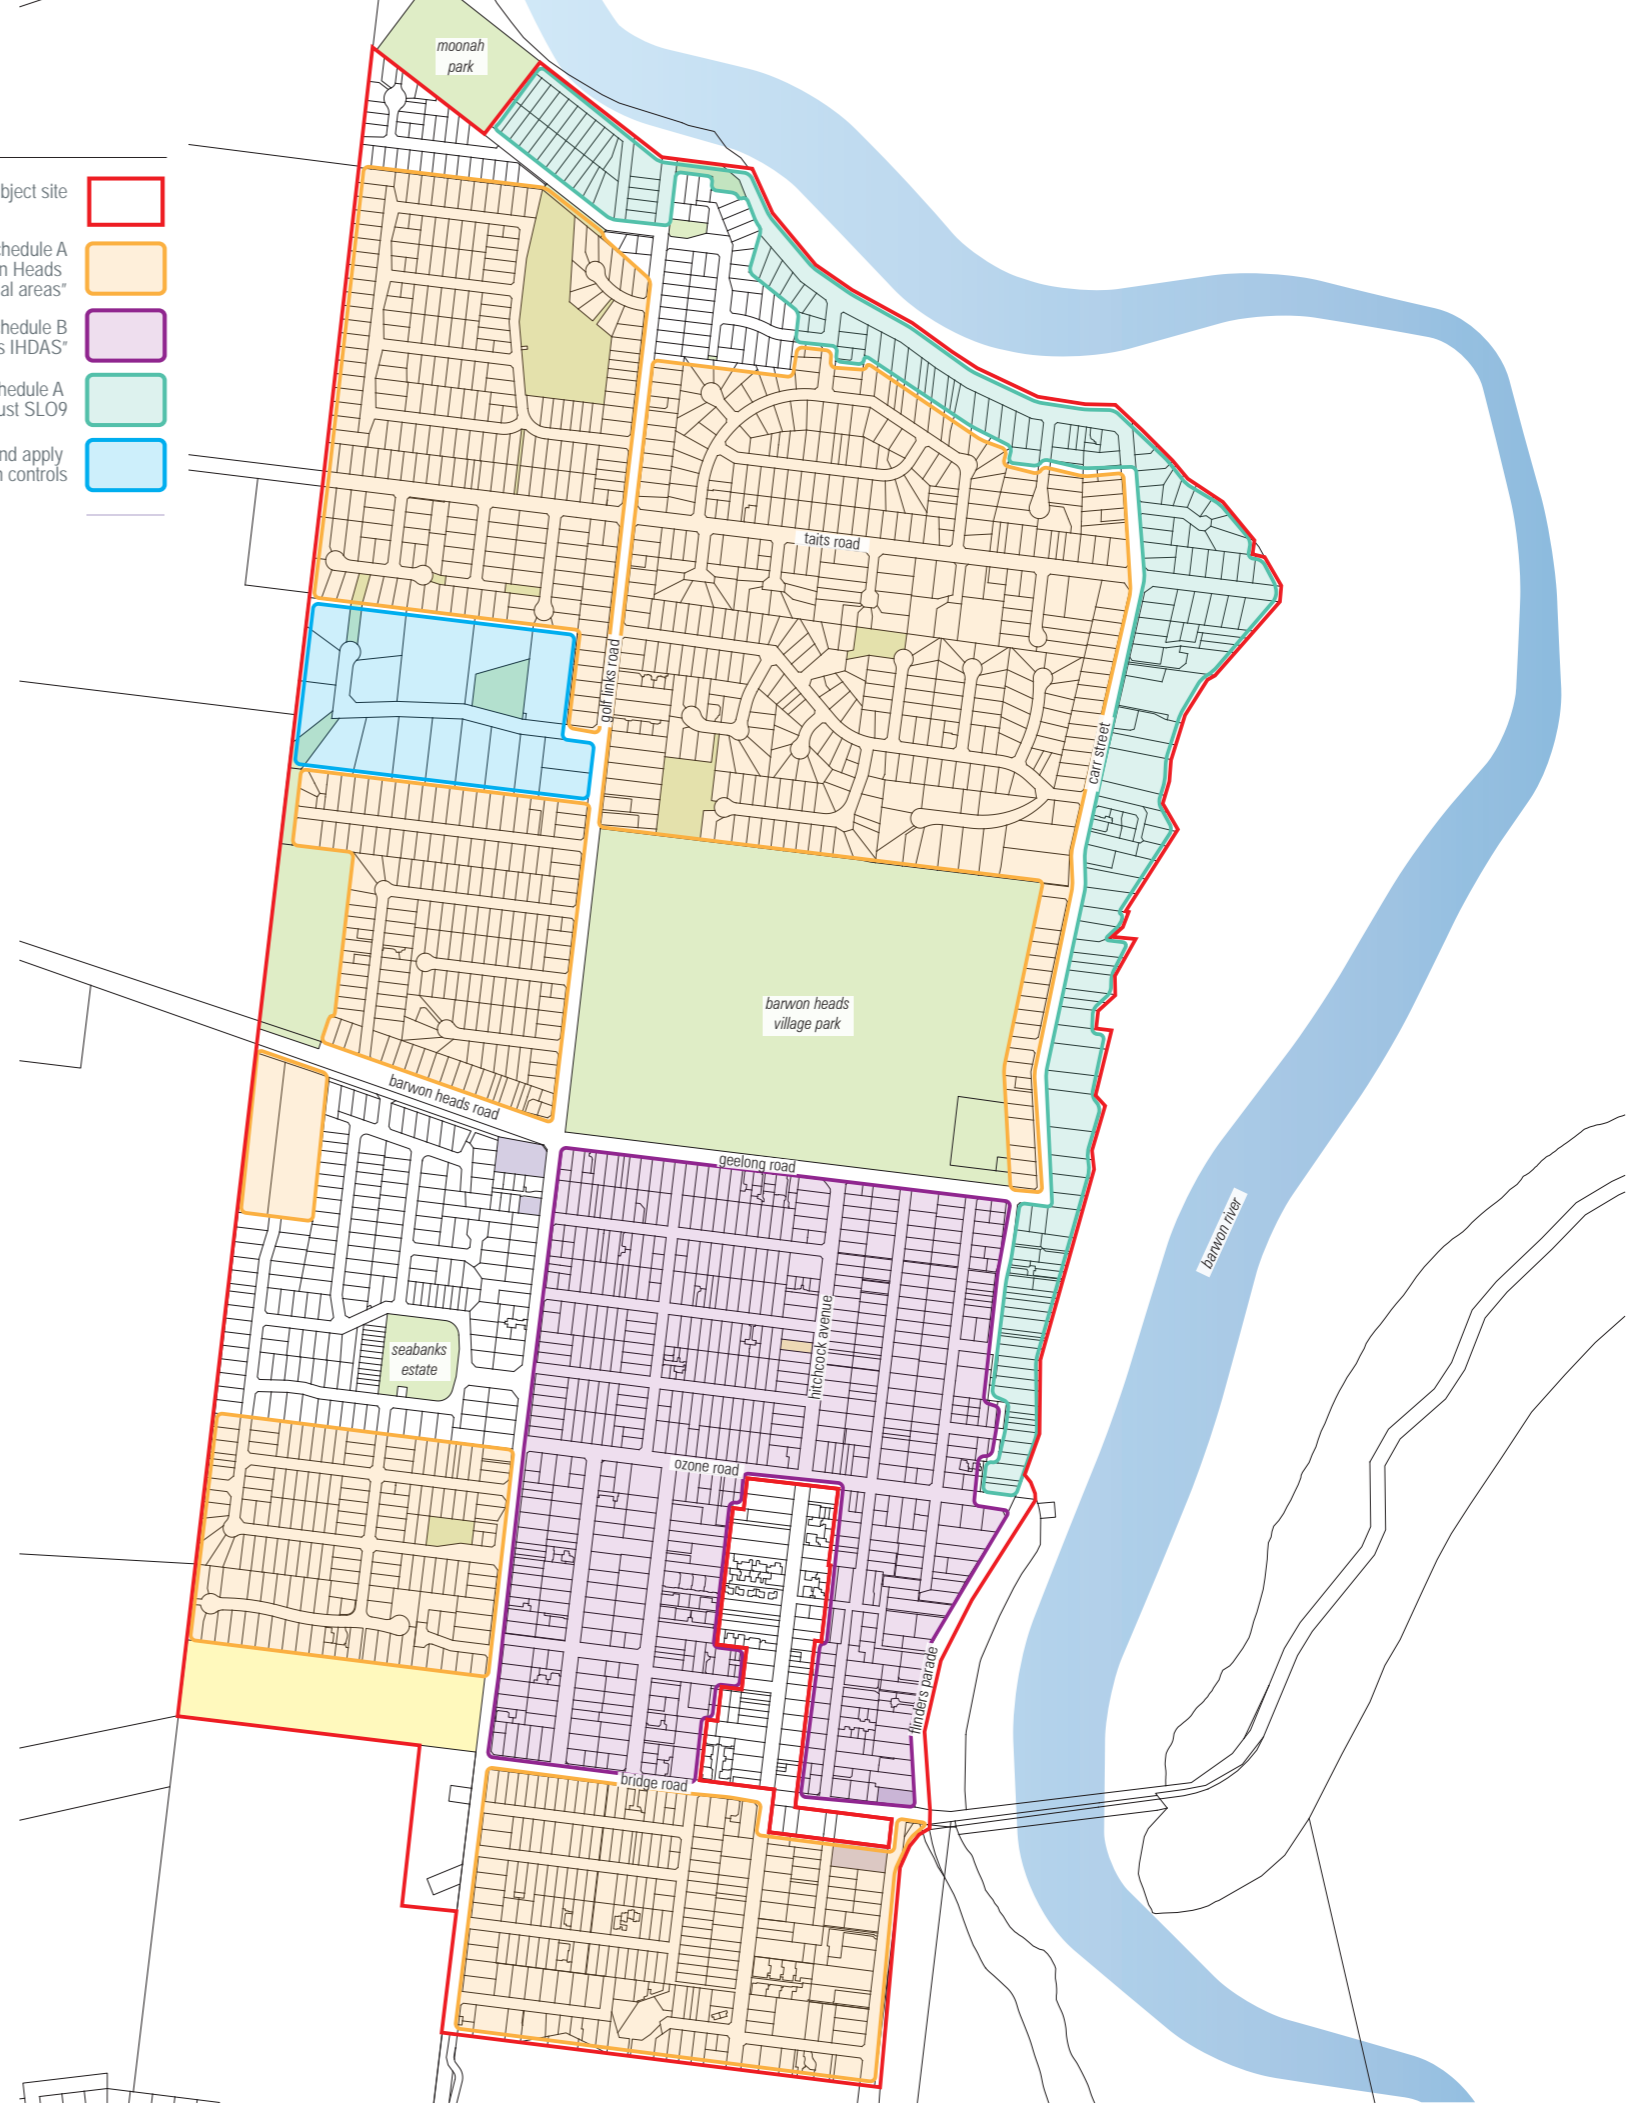 moonah
park
bject site
hedule A
n Heads
al areas"
hedule B
s IHDAS"
hedule A
ust SLO9
nd apply
n controls
taits road
golf links road
carr street
barwon heads
village park
barwon heads road
geelong road
barwon river
hitchcock avenue
seabanks
estate
ozone road
flinders parade
bridge road